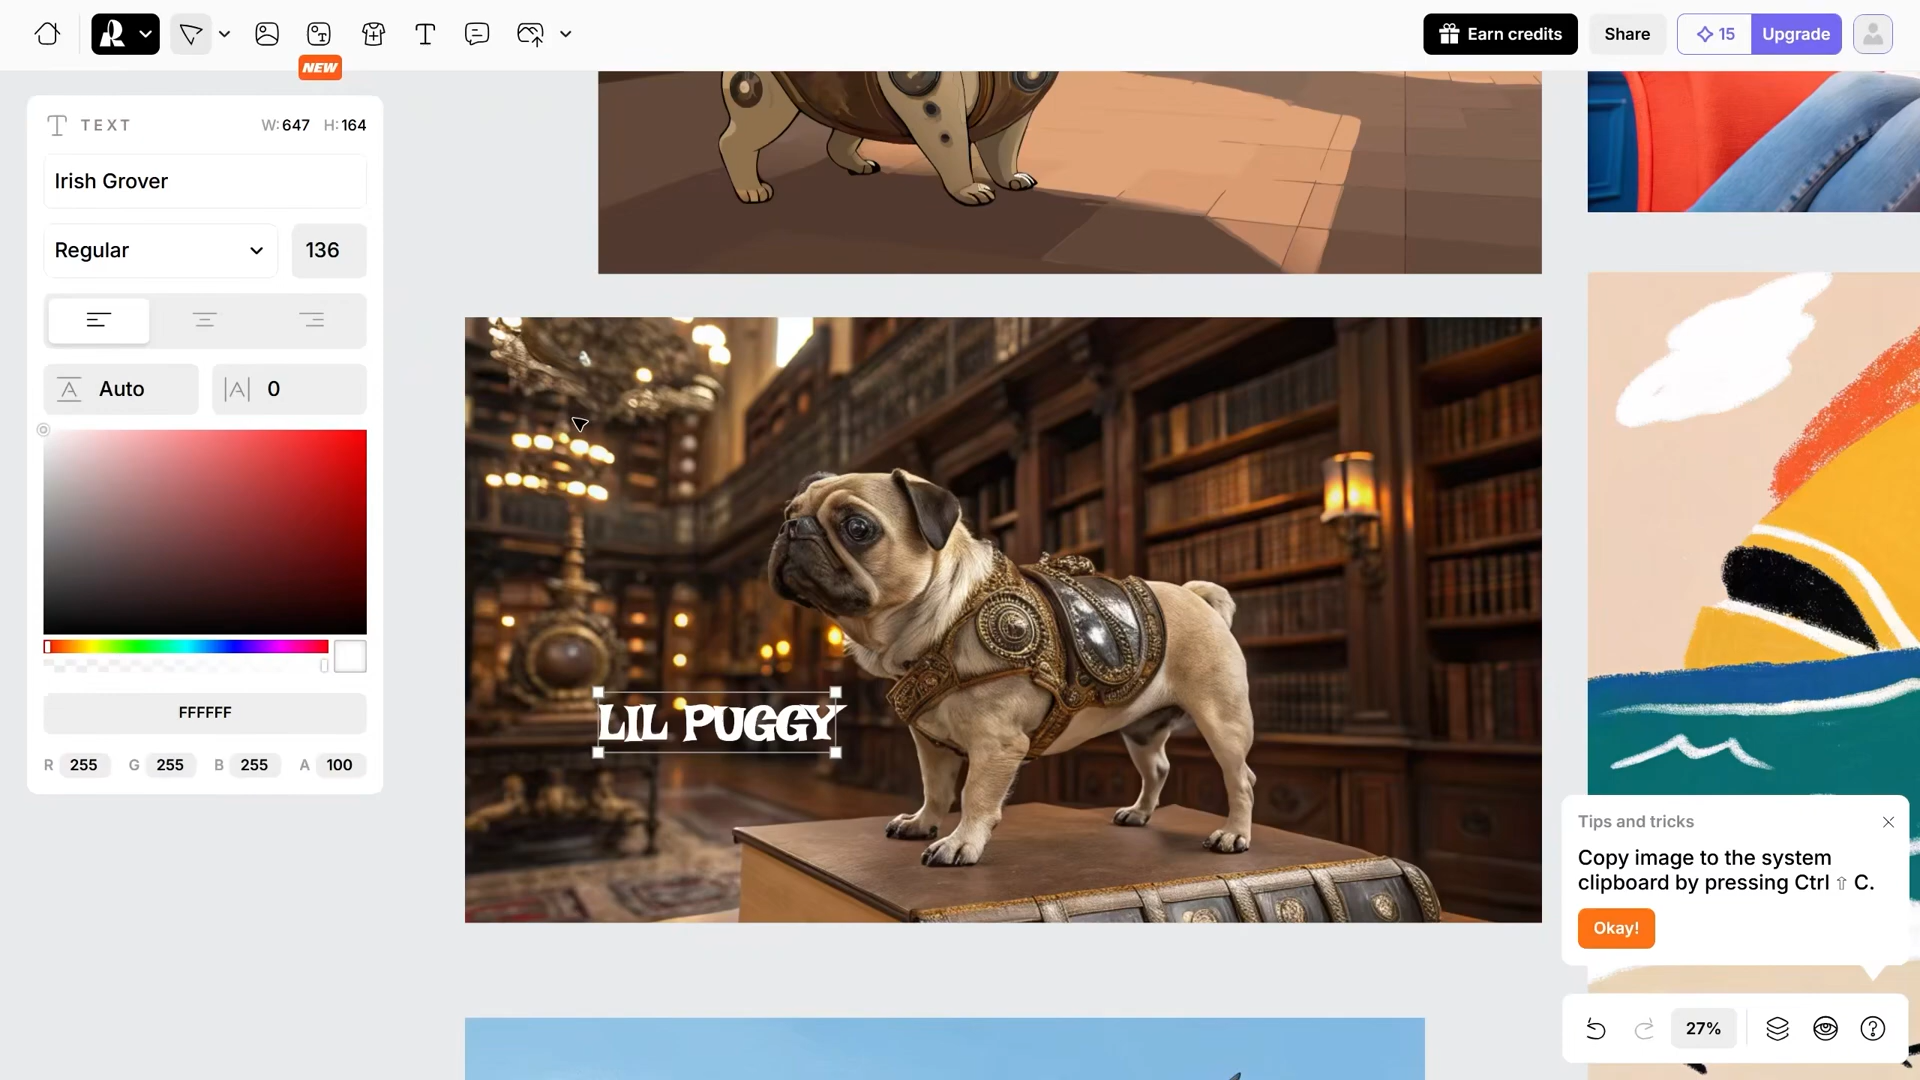 Earn credits
Share
15
Upgrade
NEW
TEXT
W: 647 H: 164
Irish Grover
Regular
136
Auto
0
FFFFFF
R 255 G 255 B 255 A 100
LIL PUGGY
Tips and tricks
Copy image to the system
clipboard by pressing Ctrl ⇧ C.
Okay!
27%